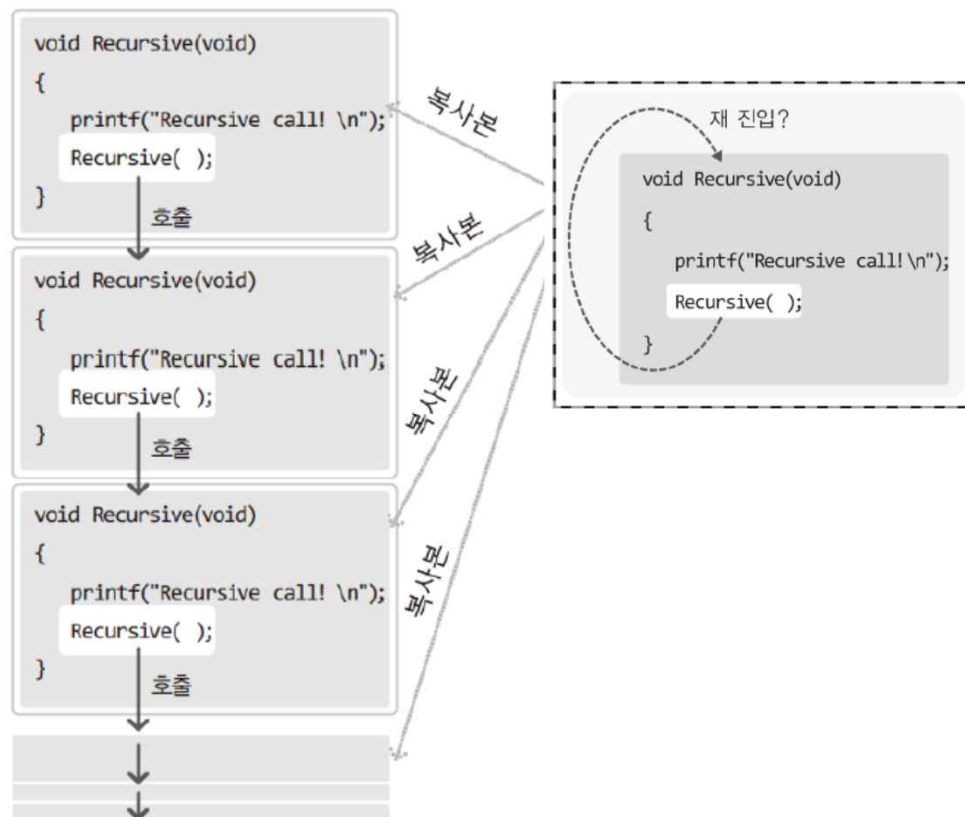 void Recursive(void)
{
printf("Recursive call! \n");
Recursive( );
}
호출
void Recursive(void)
{
printf("Recursive call! \n");
Recursive( );
}
호출
void Recursive(void)
{
printf("Recursive call! \n");
Recursive( );
}
호출
복사본
복사본
복사본
복사본
재 진입?
void Recursive(void)
{
printf("Recursive call!\n");
Recursive( );
}